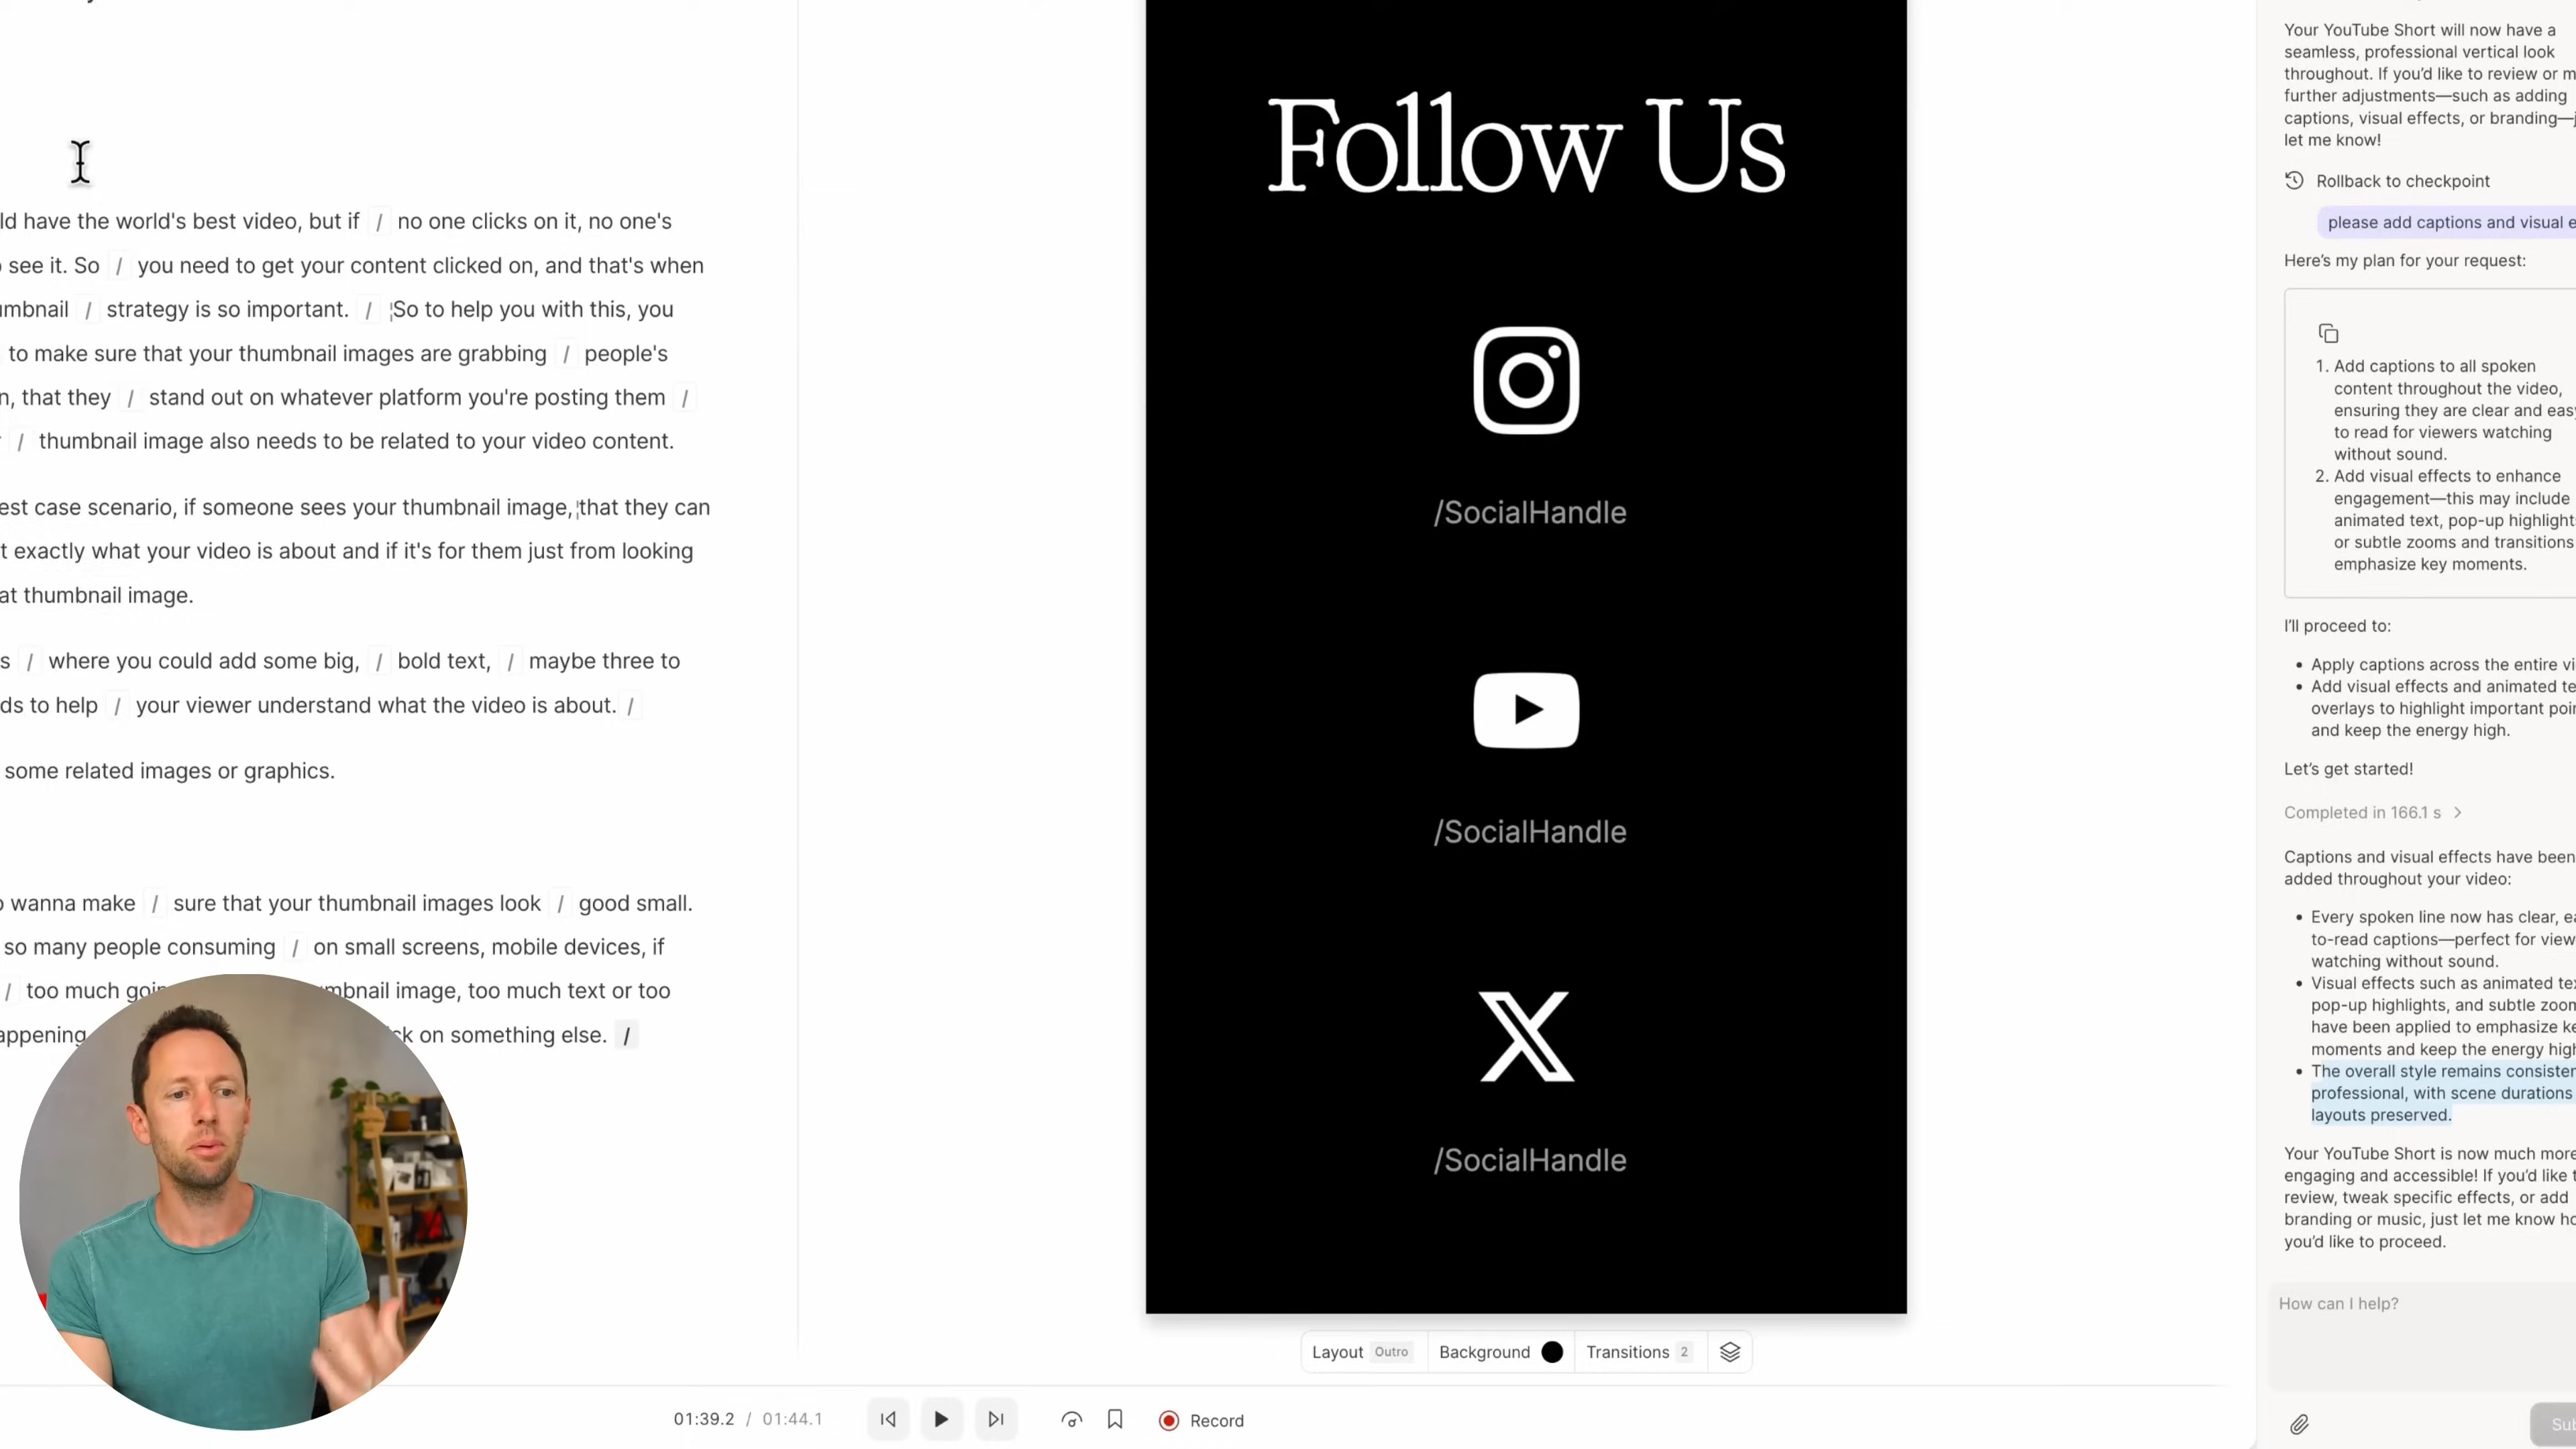 ld have the world's best video, but if / no one clicks on it, no one's
see it. So / you need to get your content clicked on, and that's when
umbnail / strategy is so important. / So to help you with this, you
to make sure that your thumbnail images are grabbing / people's
n, that they / stand out on whatever platform you're posting them /
/ thumbnail image also needs to be related to your video content.
est case scenario, if someone sees your thumbnail image, that they can
t exactly what your video is about and if it's for them just from looking
at thumbnail image.
s / where you could add some big, / bold text, / maybe three to
ds to help / your viewer understand what the video is about. /
some related images or graphics.
o wanna make / sure that your thumbnail images look / good small.
so many people consuming / on small screens, mobile devices, if
/ too much goin mbnail image, too much text or too
appening ck on something else. /
Follow Us
/SocialHandle
/SocialHandle
/SocialHandle
Layout Outro Background Transitions 2
01:39.2 / 01:44.1 Record
Your YouTube Short will now have a
seamless, professional vertical look
throughout. If you'd like to review or m
further adjustments—such as adding
captions, visual effects, or branding—j
let me know!
Rollback to checkpoint
please add captions and visual e
Here's my plan for your request:
1. Add captions to all spoken
content throughout the video,
ensuring they are clear and eas
to read for viewers watching
without sound.
2. Add visual effects to enhance
engagement—this may include
animated text, pop-up highlight
or subtle zooms and transitions
emphasize key moments.
I'll proceed to:
• Apply captions across the entire vi
• Add visual effects and animated te
overlays to highlight important poi
and keep the energy high.
Let's get started!
Completed in 166.1 s >
Captions and visual effects have been
added throughout your video:
• Every spoken line now has clear, ea
to-read captions—perfect for view
watching without sound.
• Visual effects such as animated te
pop-up highlights, and subtle zoom
have been applied to emphasize ke
moments and keep the energy high
• The overall style remains consisten
professional, with scene durations
layouts preserved.
Your YouTube Short is now much more
engaging and accessible! If you'd like t
review, tweak specific effects, or add
branding or music, just let me know ho
you'd like to proceed.
How can I help?
Sub